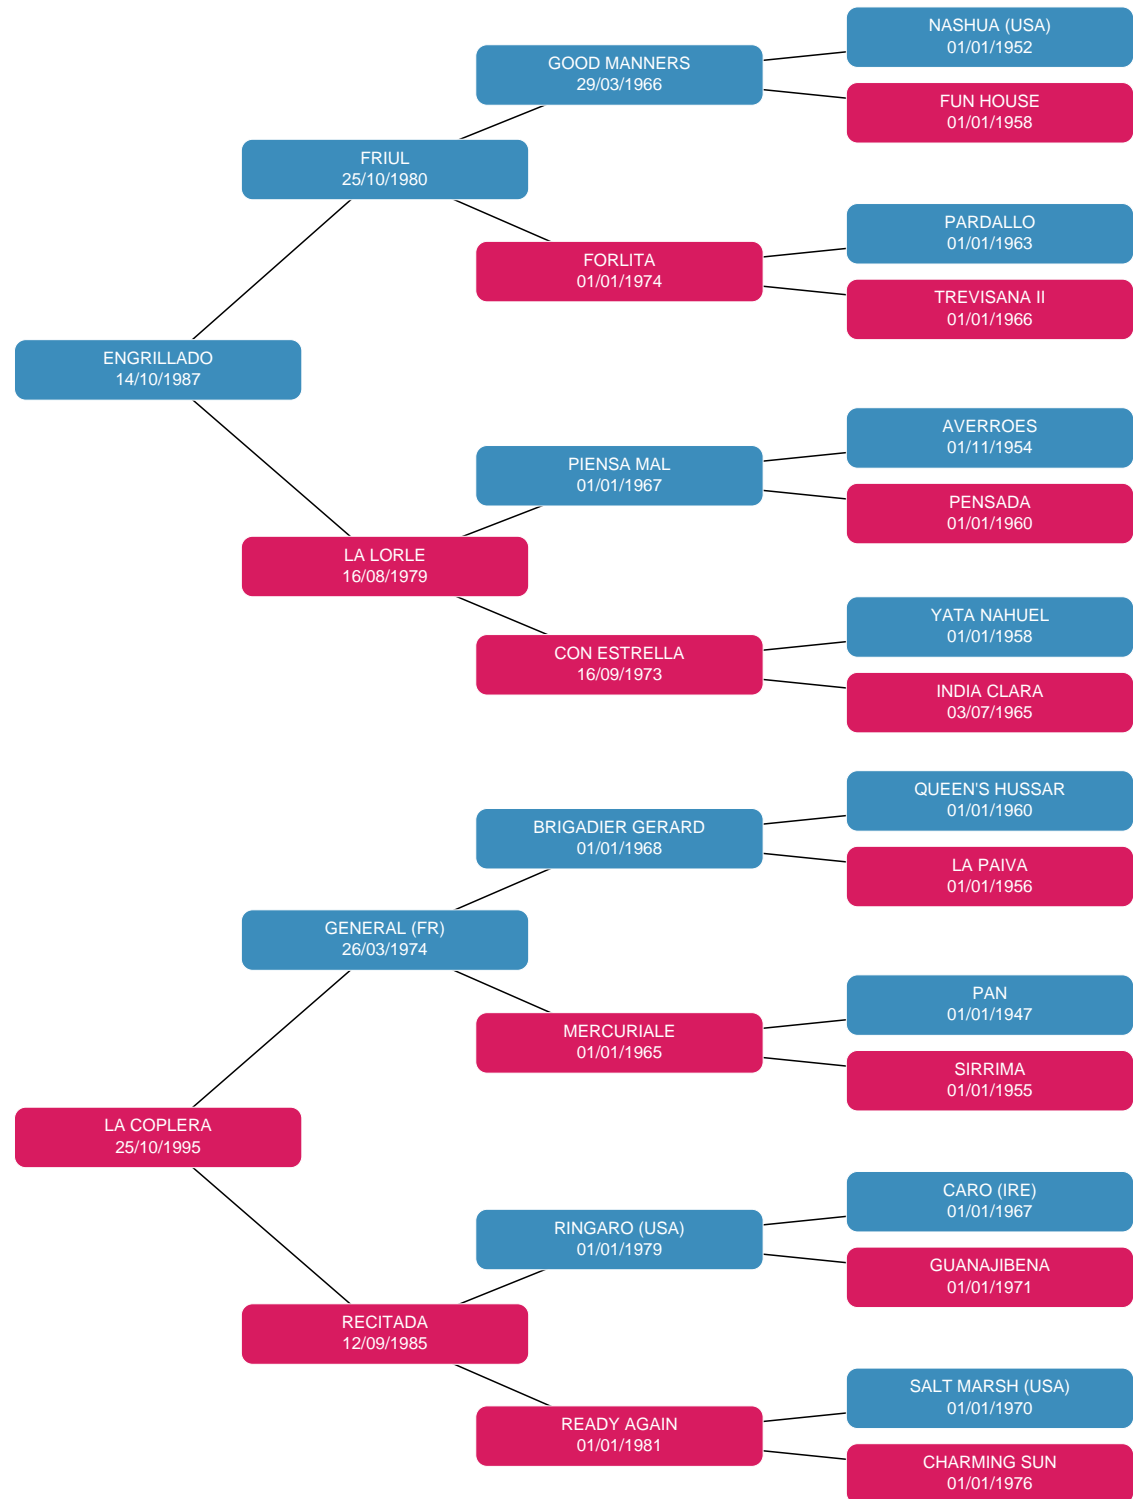 NASHUA (USA)
01/01/1952
GOOD MANNERS
29/03/1966
FUN HOUSE
01/01/1958
FRIUL
25/10/1980
PARDALLO
01/01/1963
FORLITA
01/01/1974
TREVISANA II
01/01/1966
ENGRILLADO
14/10/1987
AVERROES
01/11/1954
PIENSA MAL
01/01/1967
PENSADA
01/01/1960
LA LORLE
16/08/1979
YATA NAHUEL
01/01/1958
CON ESTRELLA
16/09/1973
INDIA CLARA
03/07/1965
QUEEN'S HUSSAR
01/01/1960
BRIGADIER GERARD
01/01/1968
LA PAIVA
01/01/1956
GENERAL (FR)
26/03/1974
PAN
01/01/1947
MERCURIALE
01/01/1965
SIRRIMA
01/01/1955
LA COPLERA
25/10/1995
CARO (IRE)
01/01/1967
RINGARO (USA)
01/01/1979
GUANAJIBENA
01/01/1971
RECITADA
12/09/1985
SALT MARSH (USA)
01/01/1970
READY AGAIN
01/01/1981
CHARMING SUN
01/01/1976